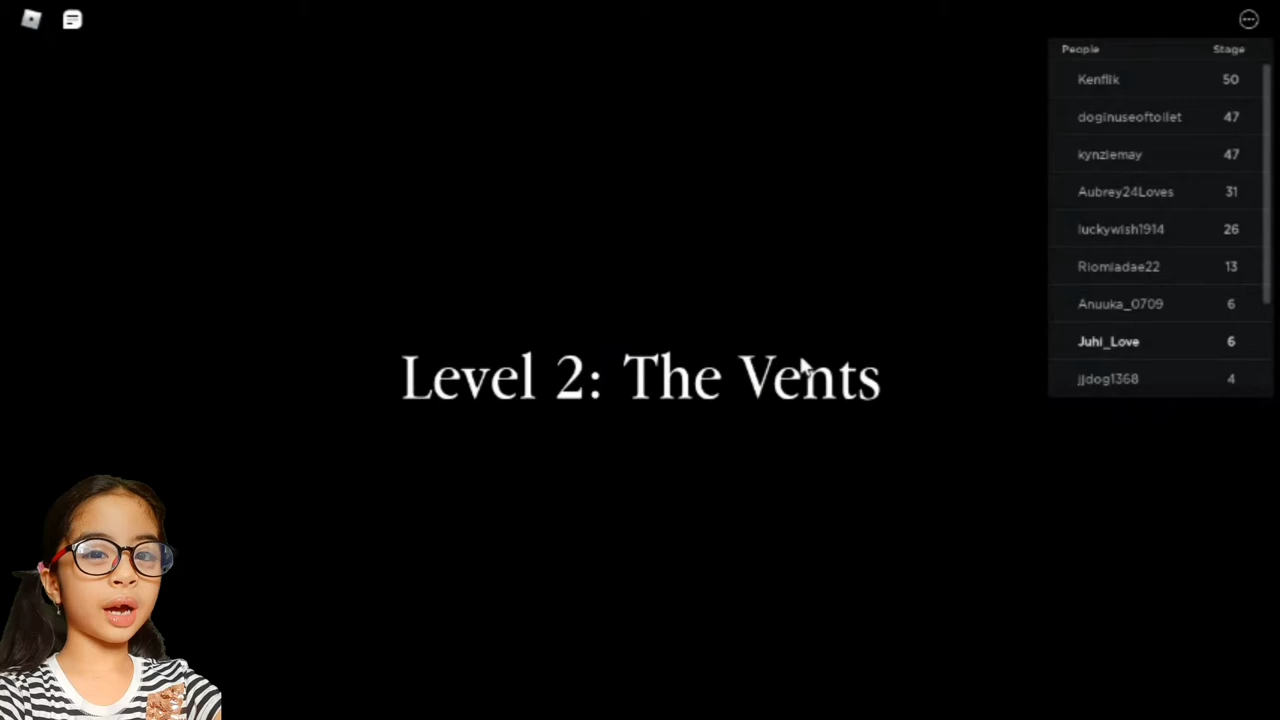 People Stage
Kenflik 50
doginuseoftoilet 47
kynziemay 47
Aubrey24Loves 31
luckywish1914 26
Riomiadae22 13
Anuuka_0709 6
Juhi_Love 6
jjdog1368 4
Level 2: The Vents